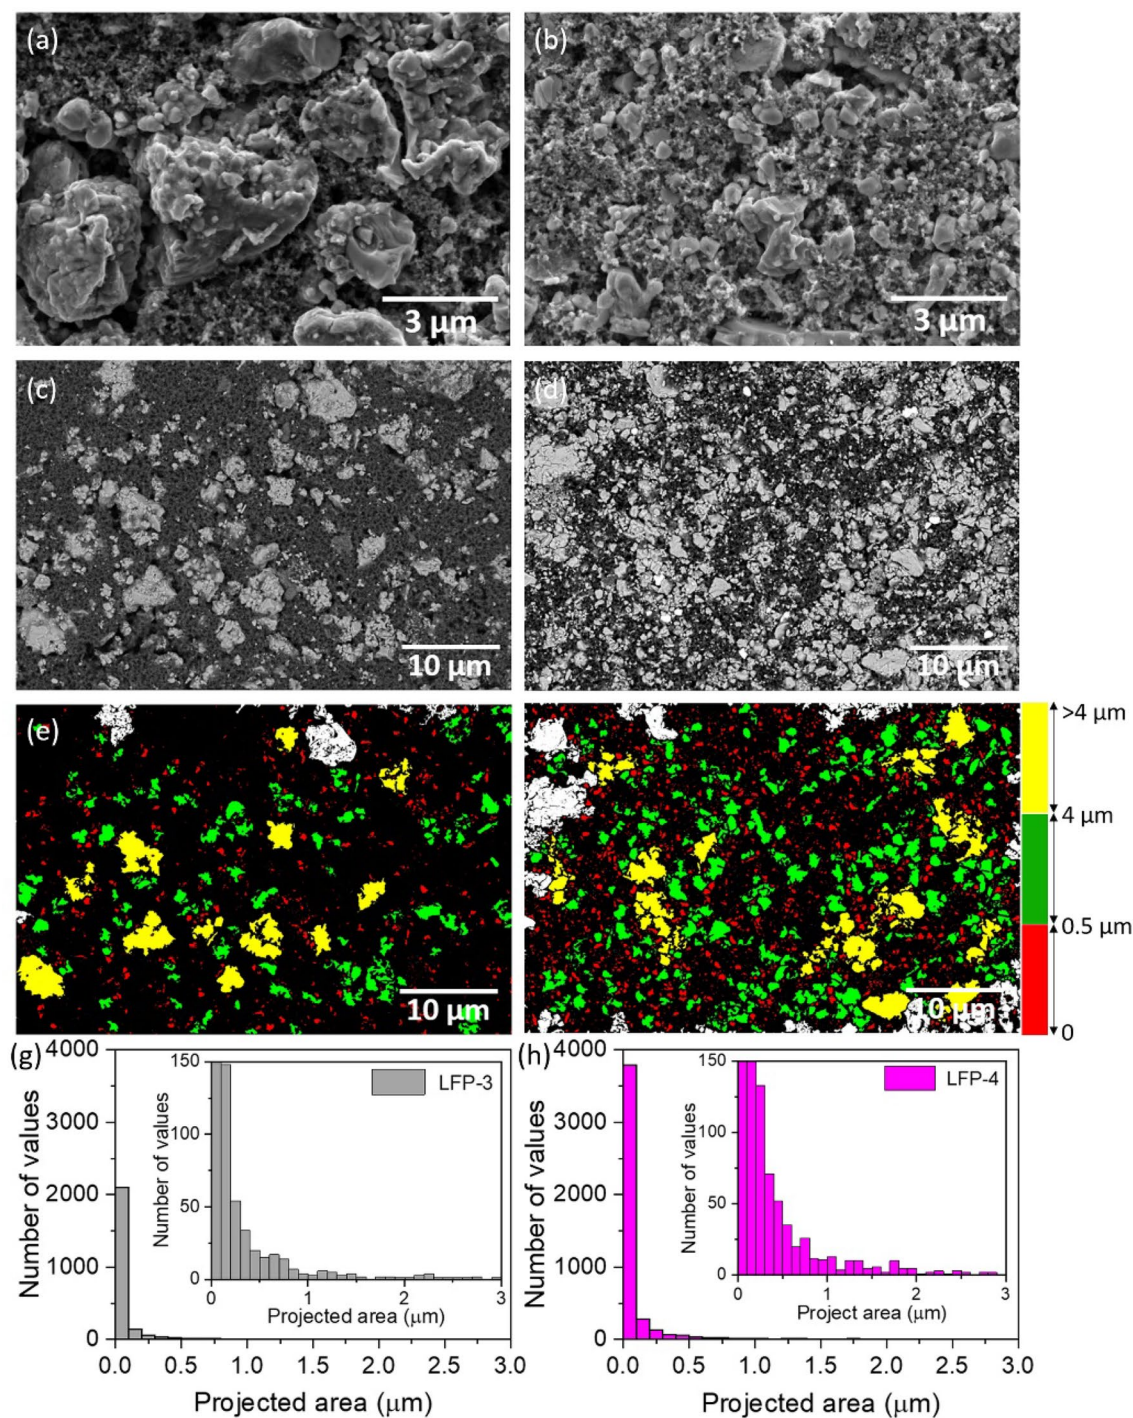 (a)
3 μm
(b)
3 μm
(c)
10 μm
(d)
10 μm
(e)
10 μm
10 μm
>4 μm
4 μm
0.5 μm
0
(g)
4000
3000
2000
1000
0
Number of values
0.0 0.5 1.0 1.5 2.0 2.5 3.0
Projected area (μm)
150
100
50
0
Number of values
LFP-3
0 1 2 3
Projected area (μm)
(h)
4000
3000
2000
1000
0
Number of values
0.0 0.5 1.0 1.5 2.0 2.5 3.0
Projected area (μm)
150
100
50
0
Number of values
LFP-4
0 1 2 3
Project area (μm)